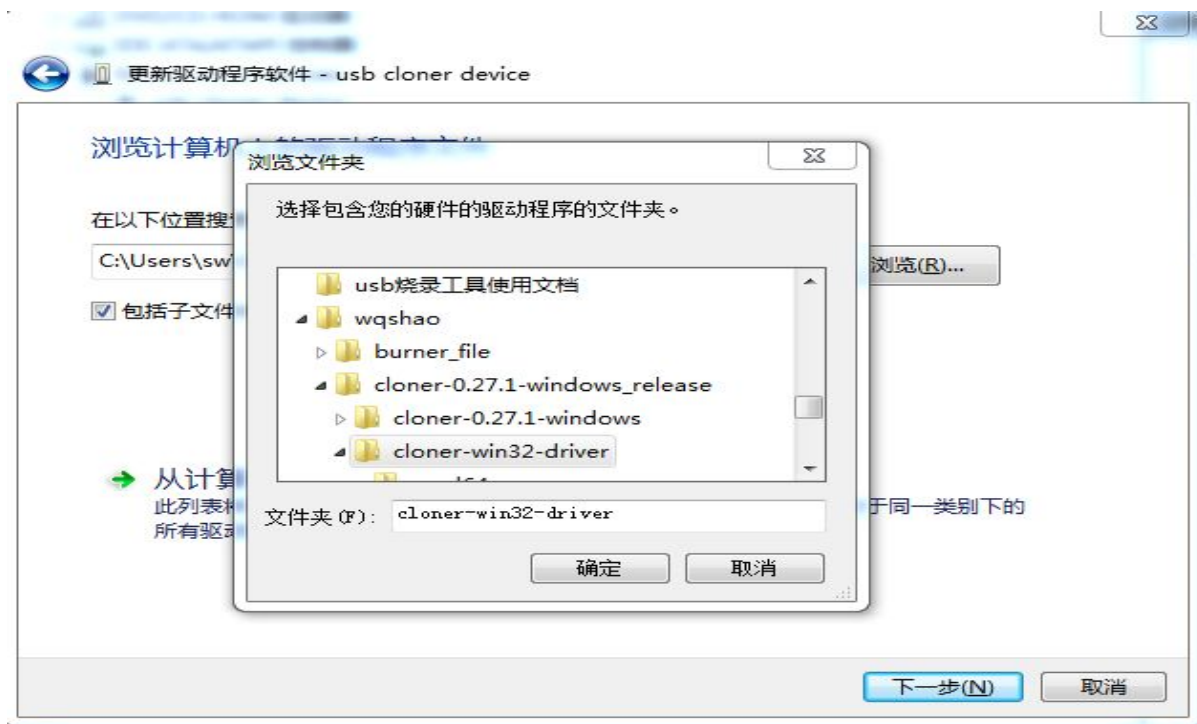 更新驱动程序软件 - usb cloner device
浏览计算机
浏览文件夹
选择包含您的硬件的驱动程序的文件夹。
在以下位置搜
C:\Users\sw
浏览(R)...
包括子文件
usb烧录工具使用文档
wqshao
burner_file
cloner-0.27.1-windows_release
cloner-0.27.1-windows
cloner-win32-driver
文件夹(F):
cloner-win32-driver
确定
取消
从计算
此列表
于同一类别下的
所有驱
下一步(N)
取消